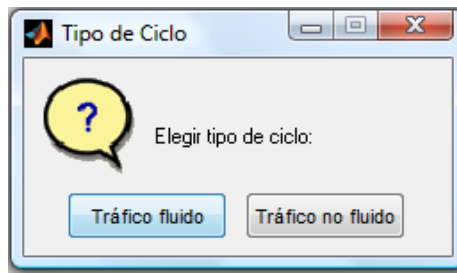 Tipo de Ciclo
?
Elegir tipo de ciclo:
Tráfico fluido
Tráfico no fluido